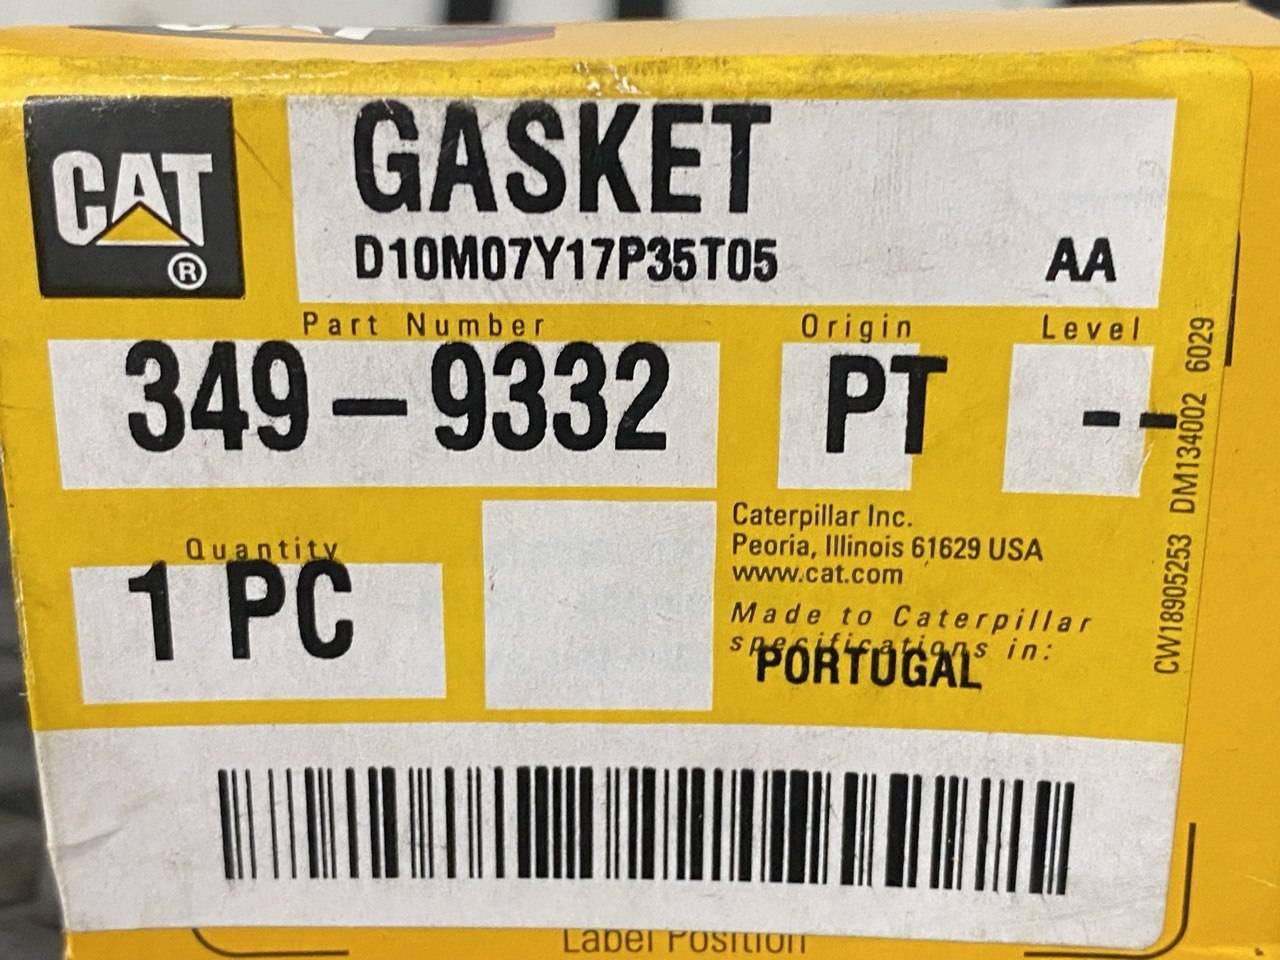 CAT
®
GASKET
D10M07Y17P35T05
AA
Part Number
Origin
Level
349-9332
PT
--
Quantity
1 PC
Caterpillar Inc.
Peoria, Illinois 61629 USA
www.cat.com
Made to Caterpillar
specifications in:
PORTUGAL
CW18905253 DM134002 6029
Label Position